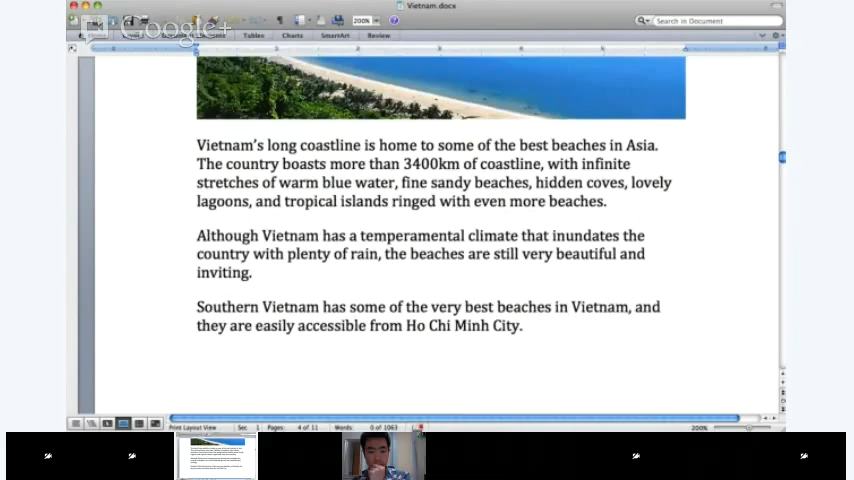 Vietnam.docx
Google+
200%
Search in Document
Tables Charts SmartArt Review
Vietnam's long coastline is home to some of the best beaches in Asia.
The country boasts more than 3400km of coastline, with infinite
stretches of warm blue water, fine sandy beaches, hidden coves, lovely
lagoons, and tropical islands ringed with even more beaches.
Although Vietnam has a temperamental climate that inundates the
country with plenty of rain, the beaches are still very beautiful and
inviting.
Southern Vietnam has some of the very best beaches in Vietnam, and
they are easily accessible from Ho Chi Minh City.
Print Layout View Sec 1 Pages: 4 of 11 Words: 0 of 1063 200%